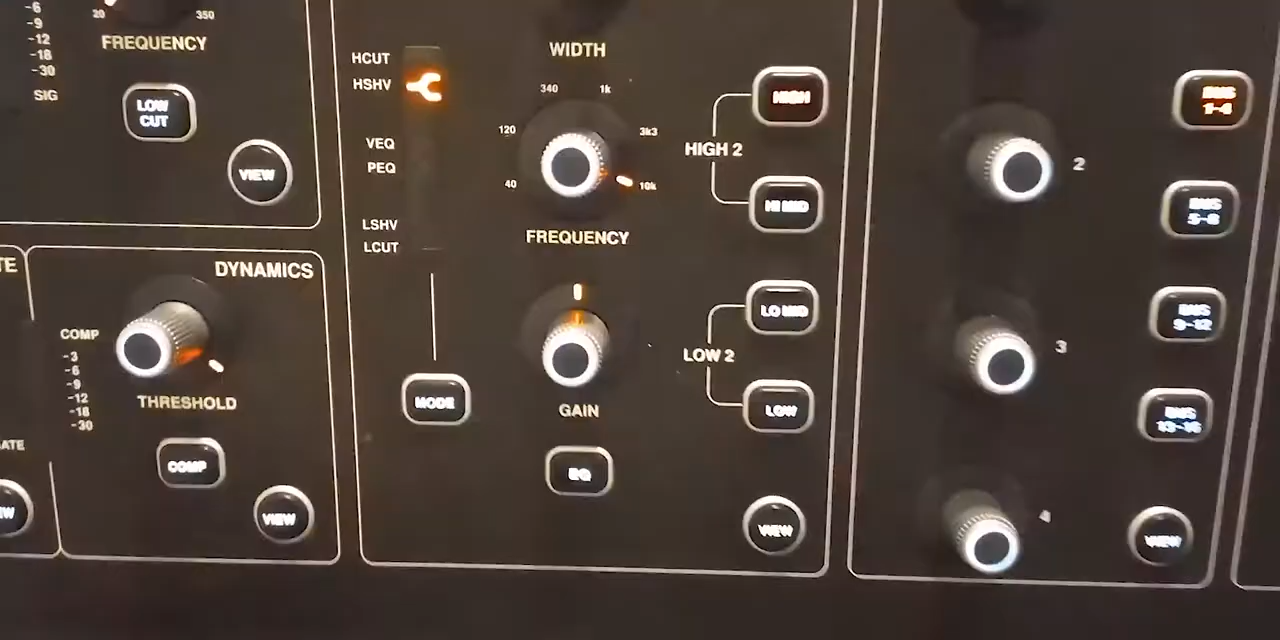 -6
-9
-12
-18
-30
SIG
20
350
FREQUENCY
LOW
CUT
VIEW
DYNAMICS
COMP
-3
-6
-9
-12
-18
-30
THRESHOLD
COMP
VIEW
HCUT
HSHV
VEQ
PEQ
LSHV
LCUT
MODE
WIDTH
340
1k
120
3k3
40
10k
FREQUENCY
GAIN
EQ
HIGH
HIGH 2
HI MID
LO MID
LOW 2
LOW
VIEW
2
3
4
BUS
1-4
BUS
5-8
BUS
9-12
BUS
13-16
VIEW